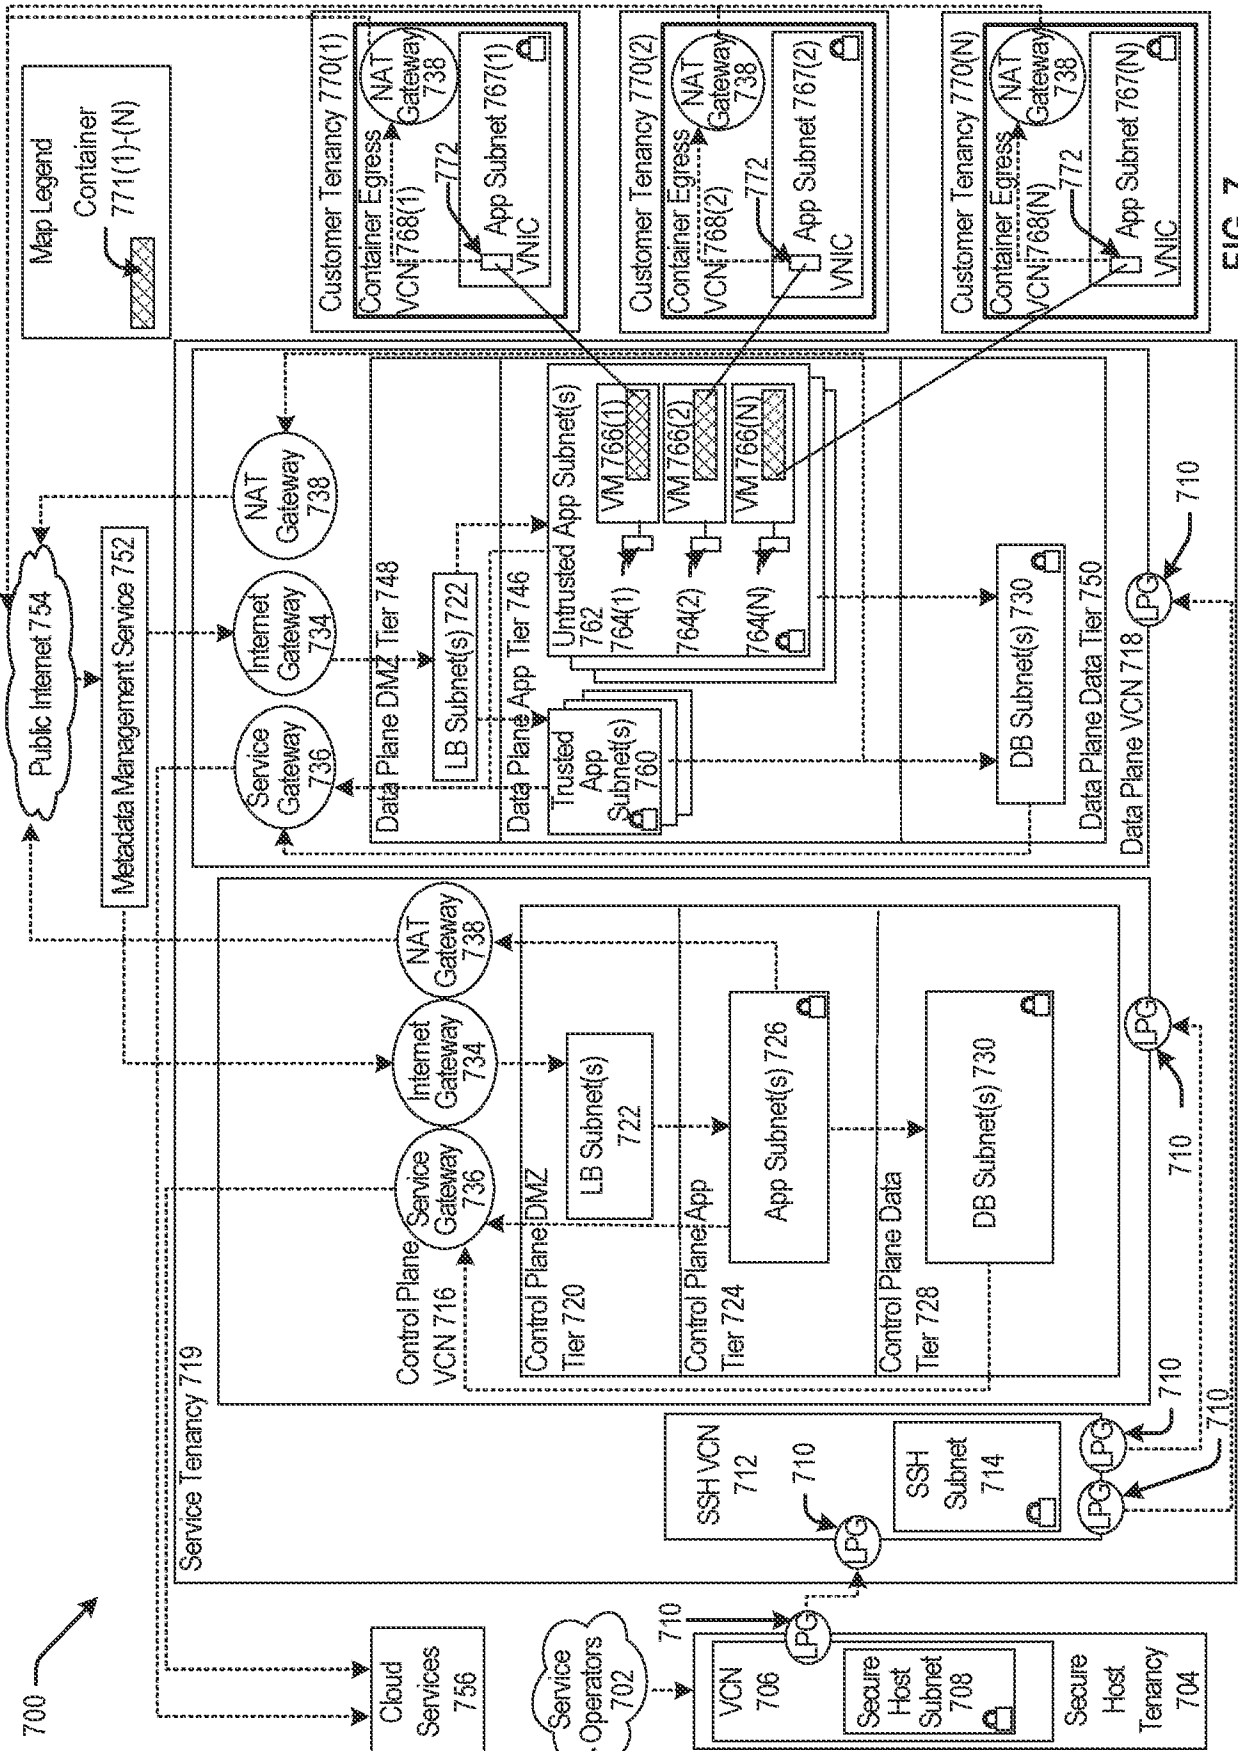 700
Cloud
Services
756
Service
Operators
702
710
LPG
VCN
706
Secure
Host
Subnet
708
Secure
Host
Tenancy
704
Service Tenancy 719
SSH VCN
712
710
LPG
SSH
Subnet
714
LPG
LPG
710
710
Control Plane
VCN 716
Service
Gateway
736
Internet
Gateway
734
NAT
Gateway
738
Control Plane DMZ
Tier 720
LB Subnet(s)
722
Control Plane App
Tier 724
App Subnet(s) 726
Control Plane Data
Tier 728
DB Subnet(s) 730
LPG
710
Public Internet 754
Metadata Management Service 752
Service
Gateway
736
Internet
Gateway
734
NAT
Gateway
738
Data Plane DMZ Tier 748
LB Subnet(s) 722
Data Plane App Tier 746
Trusted
App
Subnet(s)
760
Untrusted App Subnet(s)
762
764(1)
VM 766(1)
764(2)
VM 766(2)
764(N)
VM 766(N)
DB Subnet(s) 730
Data Plane Data Tier 750
Data Plane VCN 718
LPG
710
Map Legend
Container
771(1)-(N)
Customer Tenancy 770(1)
Container Egress
VCN 768(1)
NAT
Gateway
738
772
App Subnet 767(1)
VNIC
Customer Tenancy 770(2)
Container Egress
VCN 768(2)
NAT
Gateway
738
772
App Subnet 767(2)
VNIC
Customer Tenancy 770(N)
Container Egress
VCN 768(N)
NAT
Gateway
738
772
App Subnet 767(N)
VNIC
FIG. 7